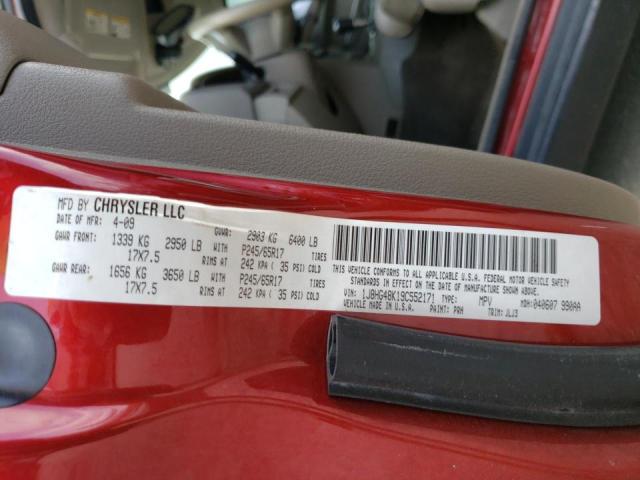 MFD BY CHRYSLER LLC
DATE OF MFR: 4-09 GVWR: 2903 KG 6400 LB
GAWR FRONT: 1339 KG 2950 LB WITH P245/65R17 TIRES
17X7.5 RIMS AT 242 KPA ( 35 PSI) COLD
GAWR REAR: 1656 KG 3650 LB WITH P245/65R17 TIRES
17X7.5 RIMS AT 242 KPA ( 35 PSI) COLD
THIS VEHICLE CONFORMS TO ALL APPLICABLE U.S.A. FEDERAL MOTOR VEHICLE SAFETY
STANDARDS IN EFFECT ON THE DATE OF MANUFACTURE SHOWN ABOVE.
VIN: 1J8HG48K19C552171 TYPE: MPV MDH: 040607 990AA
VEHICLE MADE IN U.S.A. PAINT: PRH TRIM: JLJ3